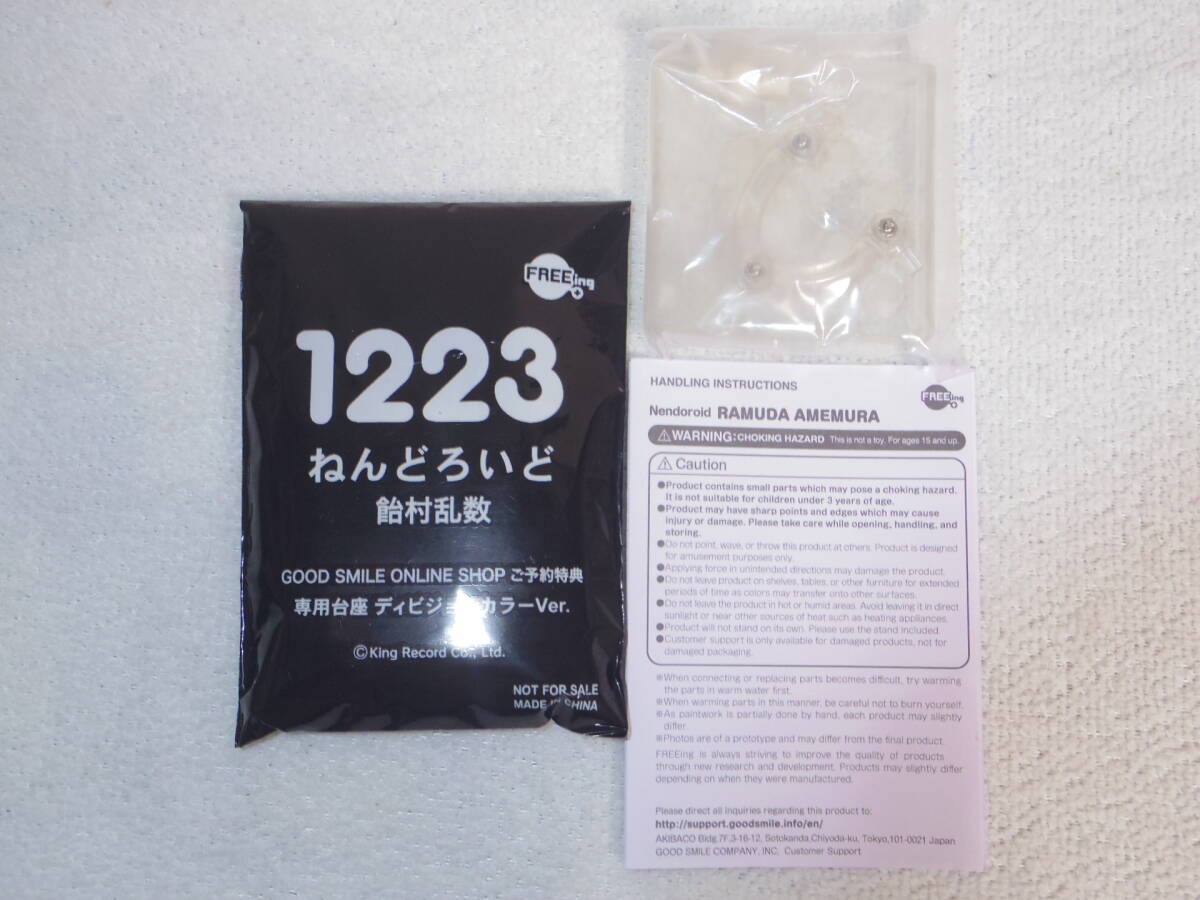 FREEing
1223
ねんどろいど
飴村乱数
GOOD SMILE ONLINE SHOP ご予約特典
専用台座 ディビジョンカラーVer.
©King Record Co., Ltd.
NOT FOR SALE
MADE IN CHINA
HANDLING INSTRUCTIONS
FREEing
Nendoroid RAMUDA AMEMURA
⚠WARNING:CHOKING HAZARD This is not a toy. For ages 15 and up.
⚠Caution
●Product contains small parts which may pose a choking hazard.
It is not suitable for children under 3 years of age.
●Product may have sharp points and edges which may cause
injury or damage. Please take care while opening, handling, and
storing.
●Do not point, wave, or throw this product at others. Product is designed
for amusement purposes only.
●Applying force in unintended directions may damage the product.
●Do not leave product on shelves, tables, or other furniture for extended
periods of time as colors may transfer onto other surfaces.
●Do not leave the product in hot or humid areas. Avoid leaving it in direct
sunlight or near other sources of heat such as heating appliances.
●Product will not stand on its own. Please use the stand included.
●Customer support is only available for damaged products, not for
damaged packaging.
※When connecting or replacing parts becomes difficult, try warming
the parts in warm water first.
※When warming parts in this manner, be careful not to burn yourself.
※As paintwork is partially done by hand, each product may slightly
differ.
※Photos are of a prototype and may differ from the final product.
FREEing is always striving to improve the quality of products
through new research and development. Products may slightly differ
depending on when they were manufactured.
Please direct all inquiries regarding this product to:
http://support.goodsmile.info/en/
AKIBACO Bldg.7F,3-16-12, Sotokanda,Chiyoda-ku, Tokyo,101-0021 Japan
GOOD SMILE COMPANY, INC. Customer Support